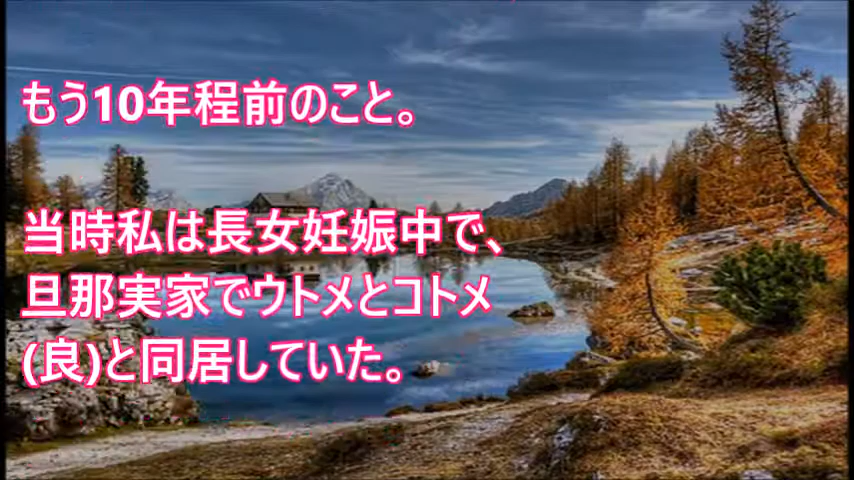 もう10年程前のこと。
当時私は長女妊娠中で、
旦那実家でウトメとコトメ
(良)と同居していた。